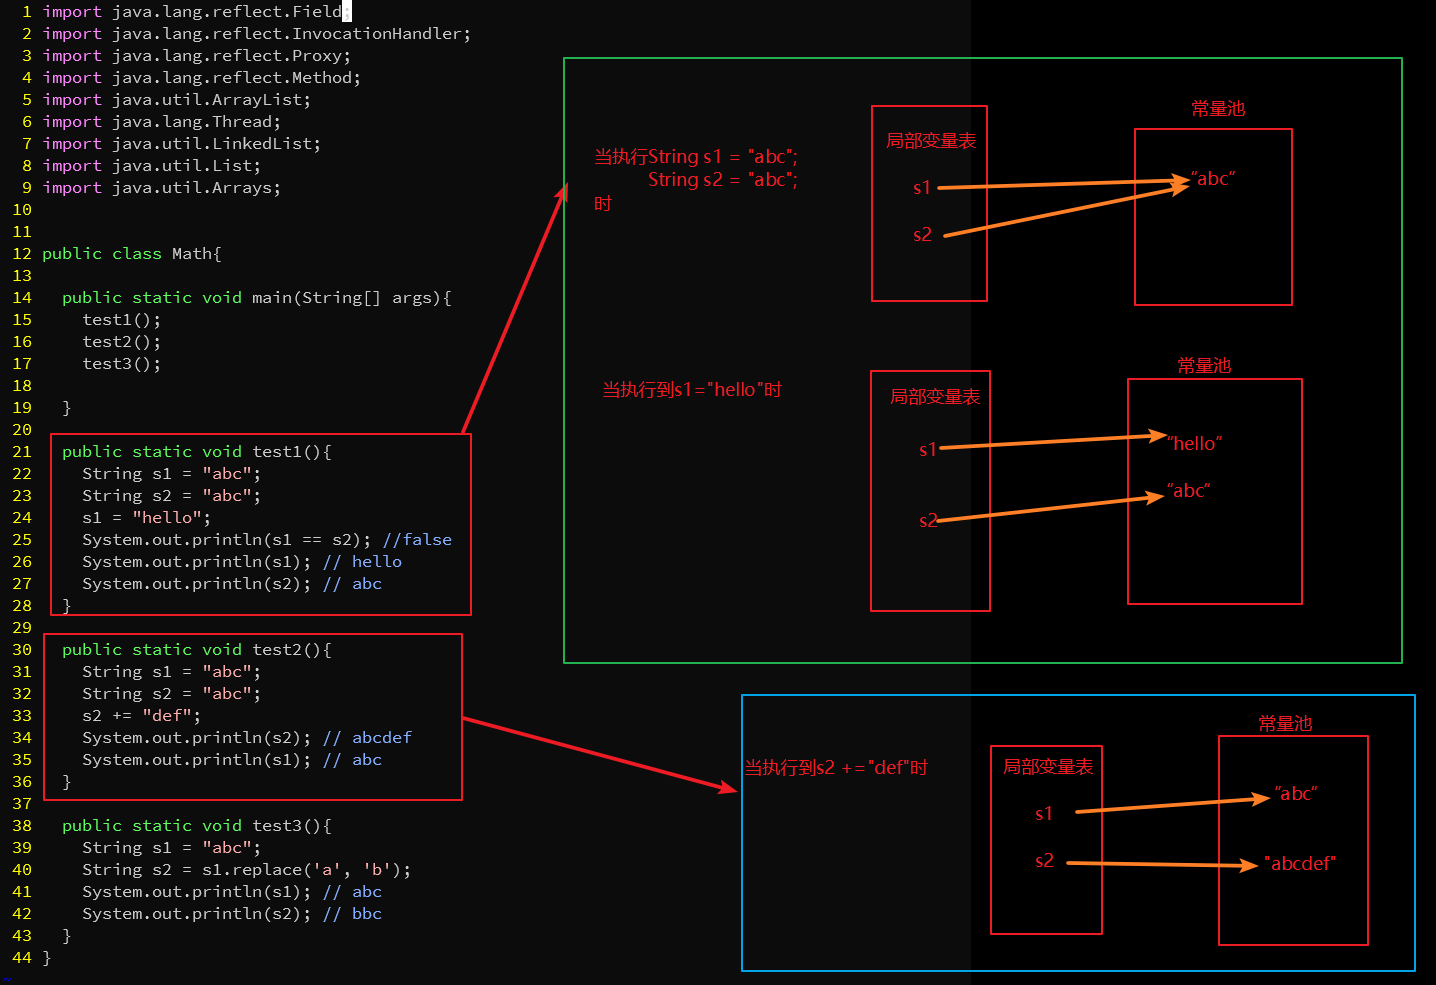 1 import java.lang.reflect.Field;
2 import java.lang.reflect.InvocationHandler;
3 import java.lang.reflect.Proxy;
4 import java.lang.reflect.Method;
5 import java.util.ArrayList;
6 import java.lang.Thread;
7 import java.util.LinkedList;
8 import java.util.List;
9 import java.util.Arrays;
10
11
12 public class Math{
13
14   public static void main(String[] args){
15     test1();
16     test2();
17     test3();
18
19   }
20
21   public static void test1(){
22     String s1 = "abc";
23     String s2 = "abc";
24     s1 = "hello";
25     System.out.println(s1 == s2); //false
26     System.out.println(s1); // hello
27     System.out.println(s2); // abc
28   }
29
30   public static void test2(){
31     String s1 = "abc";
32     String s2 = "abc";
33     s2 += "def";
34     System.out.println(s2); // abcdef
35     System.out.println(s1); // abc
36   }
37
38   public static void test3(){
39     String s1 = "abc";
40     String s2 = s1.replace('a', 'b');
41     System.out.println(s1); // abc
42     System.out.println(s2); // bbc
43   }
44 }
~
当执行String s1 = "abc";
String s2 = "abc";
时
局部变量表
s1
s2
常量池
“abc”
当执行到s1="hello"时
局部变量表
s1
s2
常量池
“hello”
“abc”
当执行到s2 +="def"时
局部变量表
s1
s2
常量池
“abc”
"abcdef"